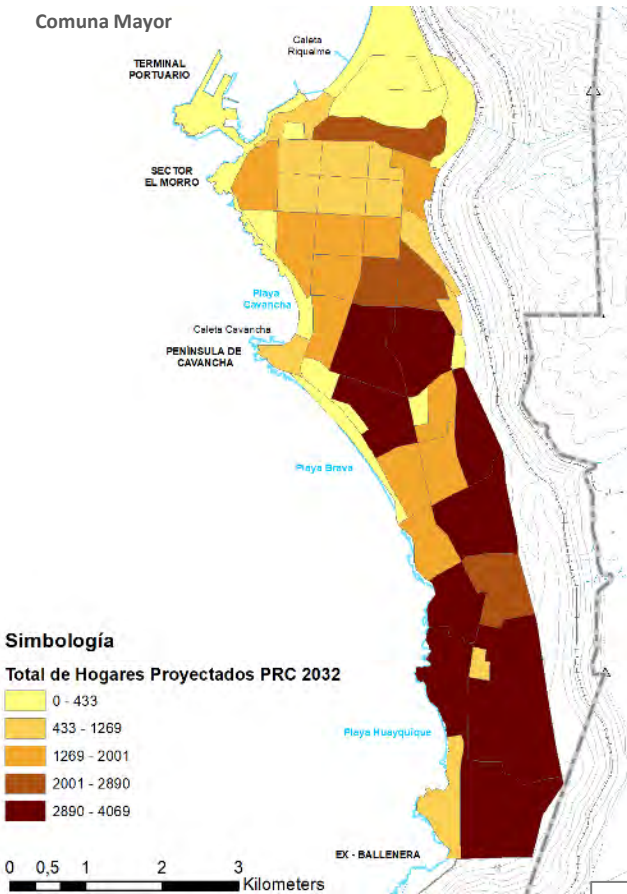 Comuna Mayor
Caleta
Riquelme
TERMINAL
PORTUARIO
SECTOR
EL MORRO
Playa
Cavancha
Caleta Cavancha
PENÍNSULA DE
CAVANCHA
Playa Brava
Simbología
Total de Hogares Proyectados PRC 2032
0 - 433
433 - 1269
1269 - 2001
2001 - 2890
2890 - 4069
Playa Huayquique
EX - BALLENERA
0 0,5 1 2 3
Kilometers